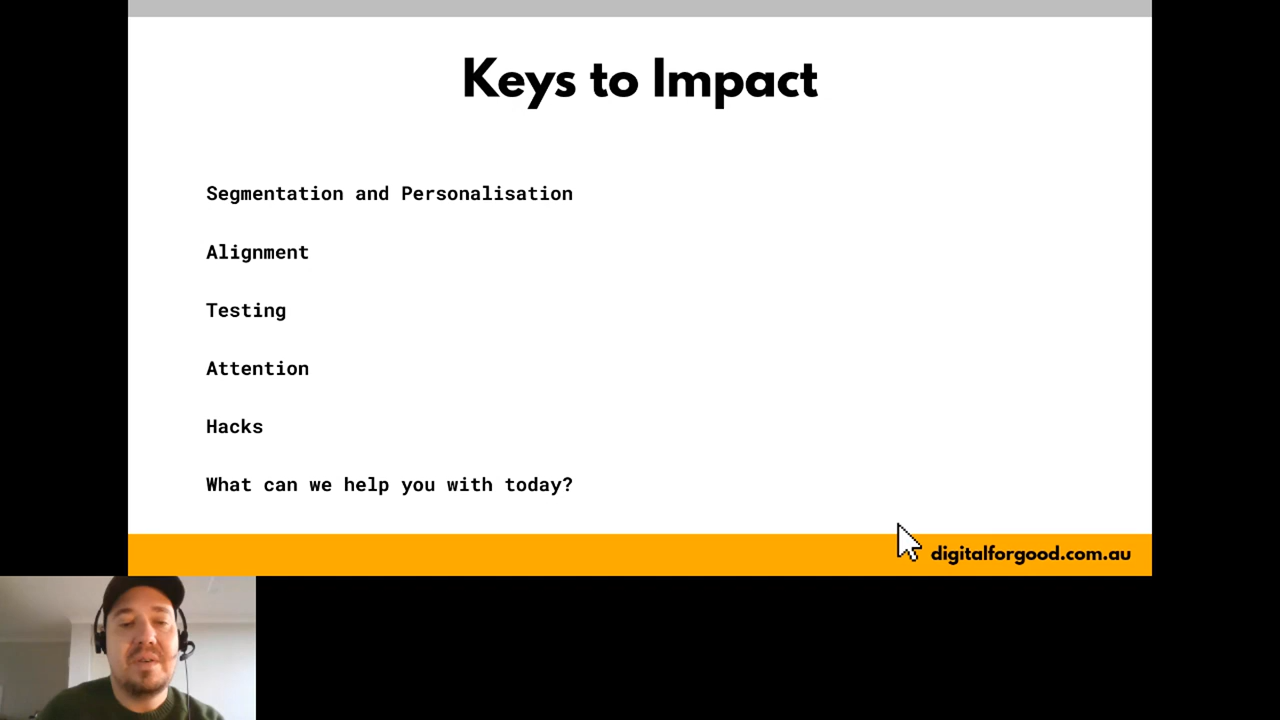 Keys to Impact
Segmentation and Personalisation
Alignment
Testing
Attention
Hacks
What can we help you with today?
digitalforgood.com.au